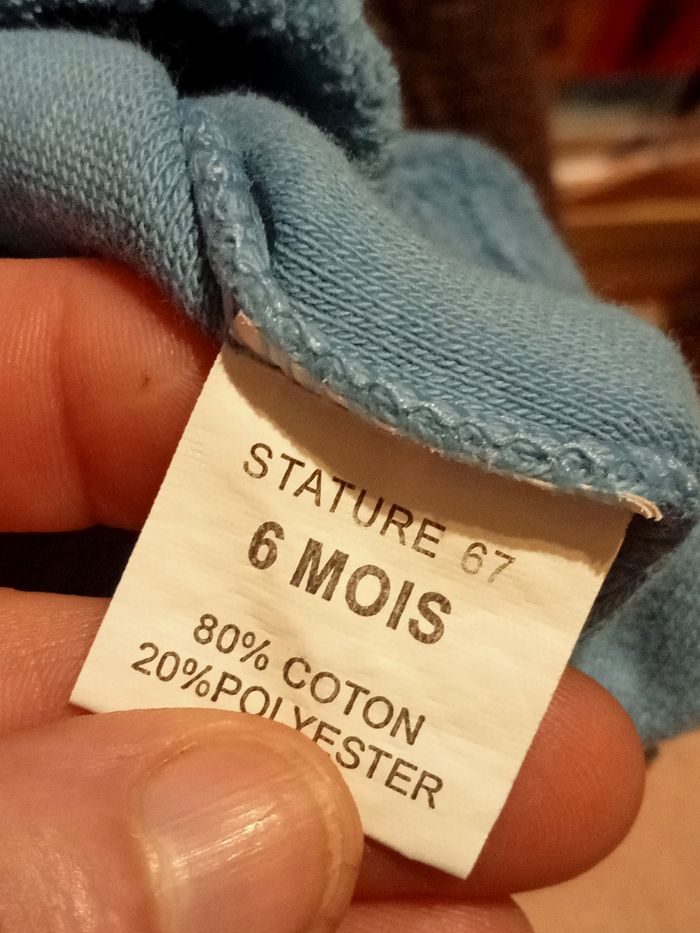 STATURE 67
6 MOIS
80% COTON
20%POLYESTER